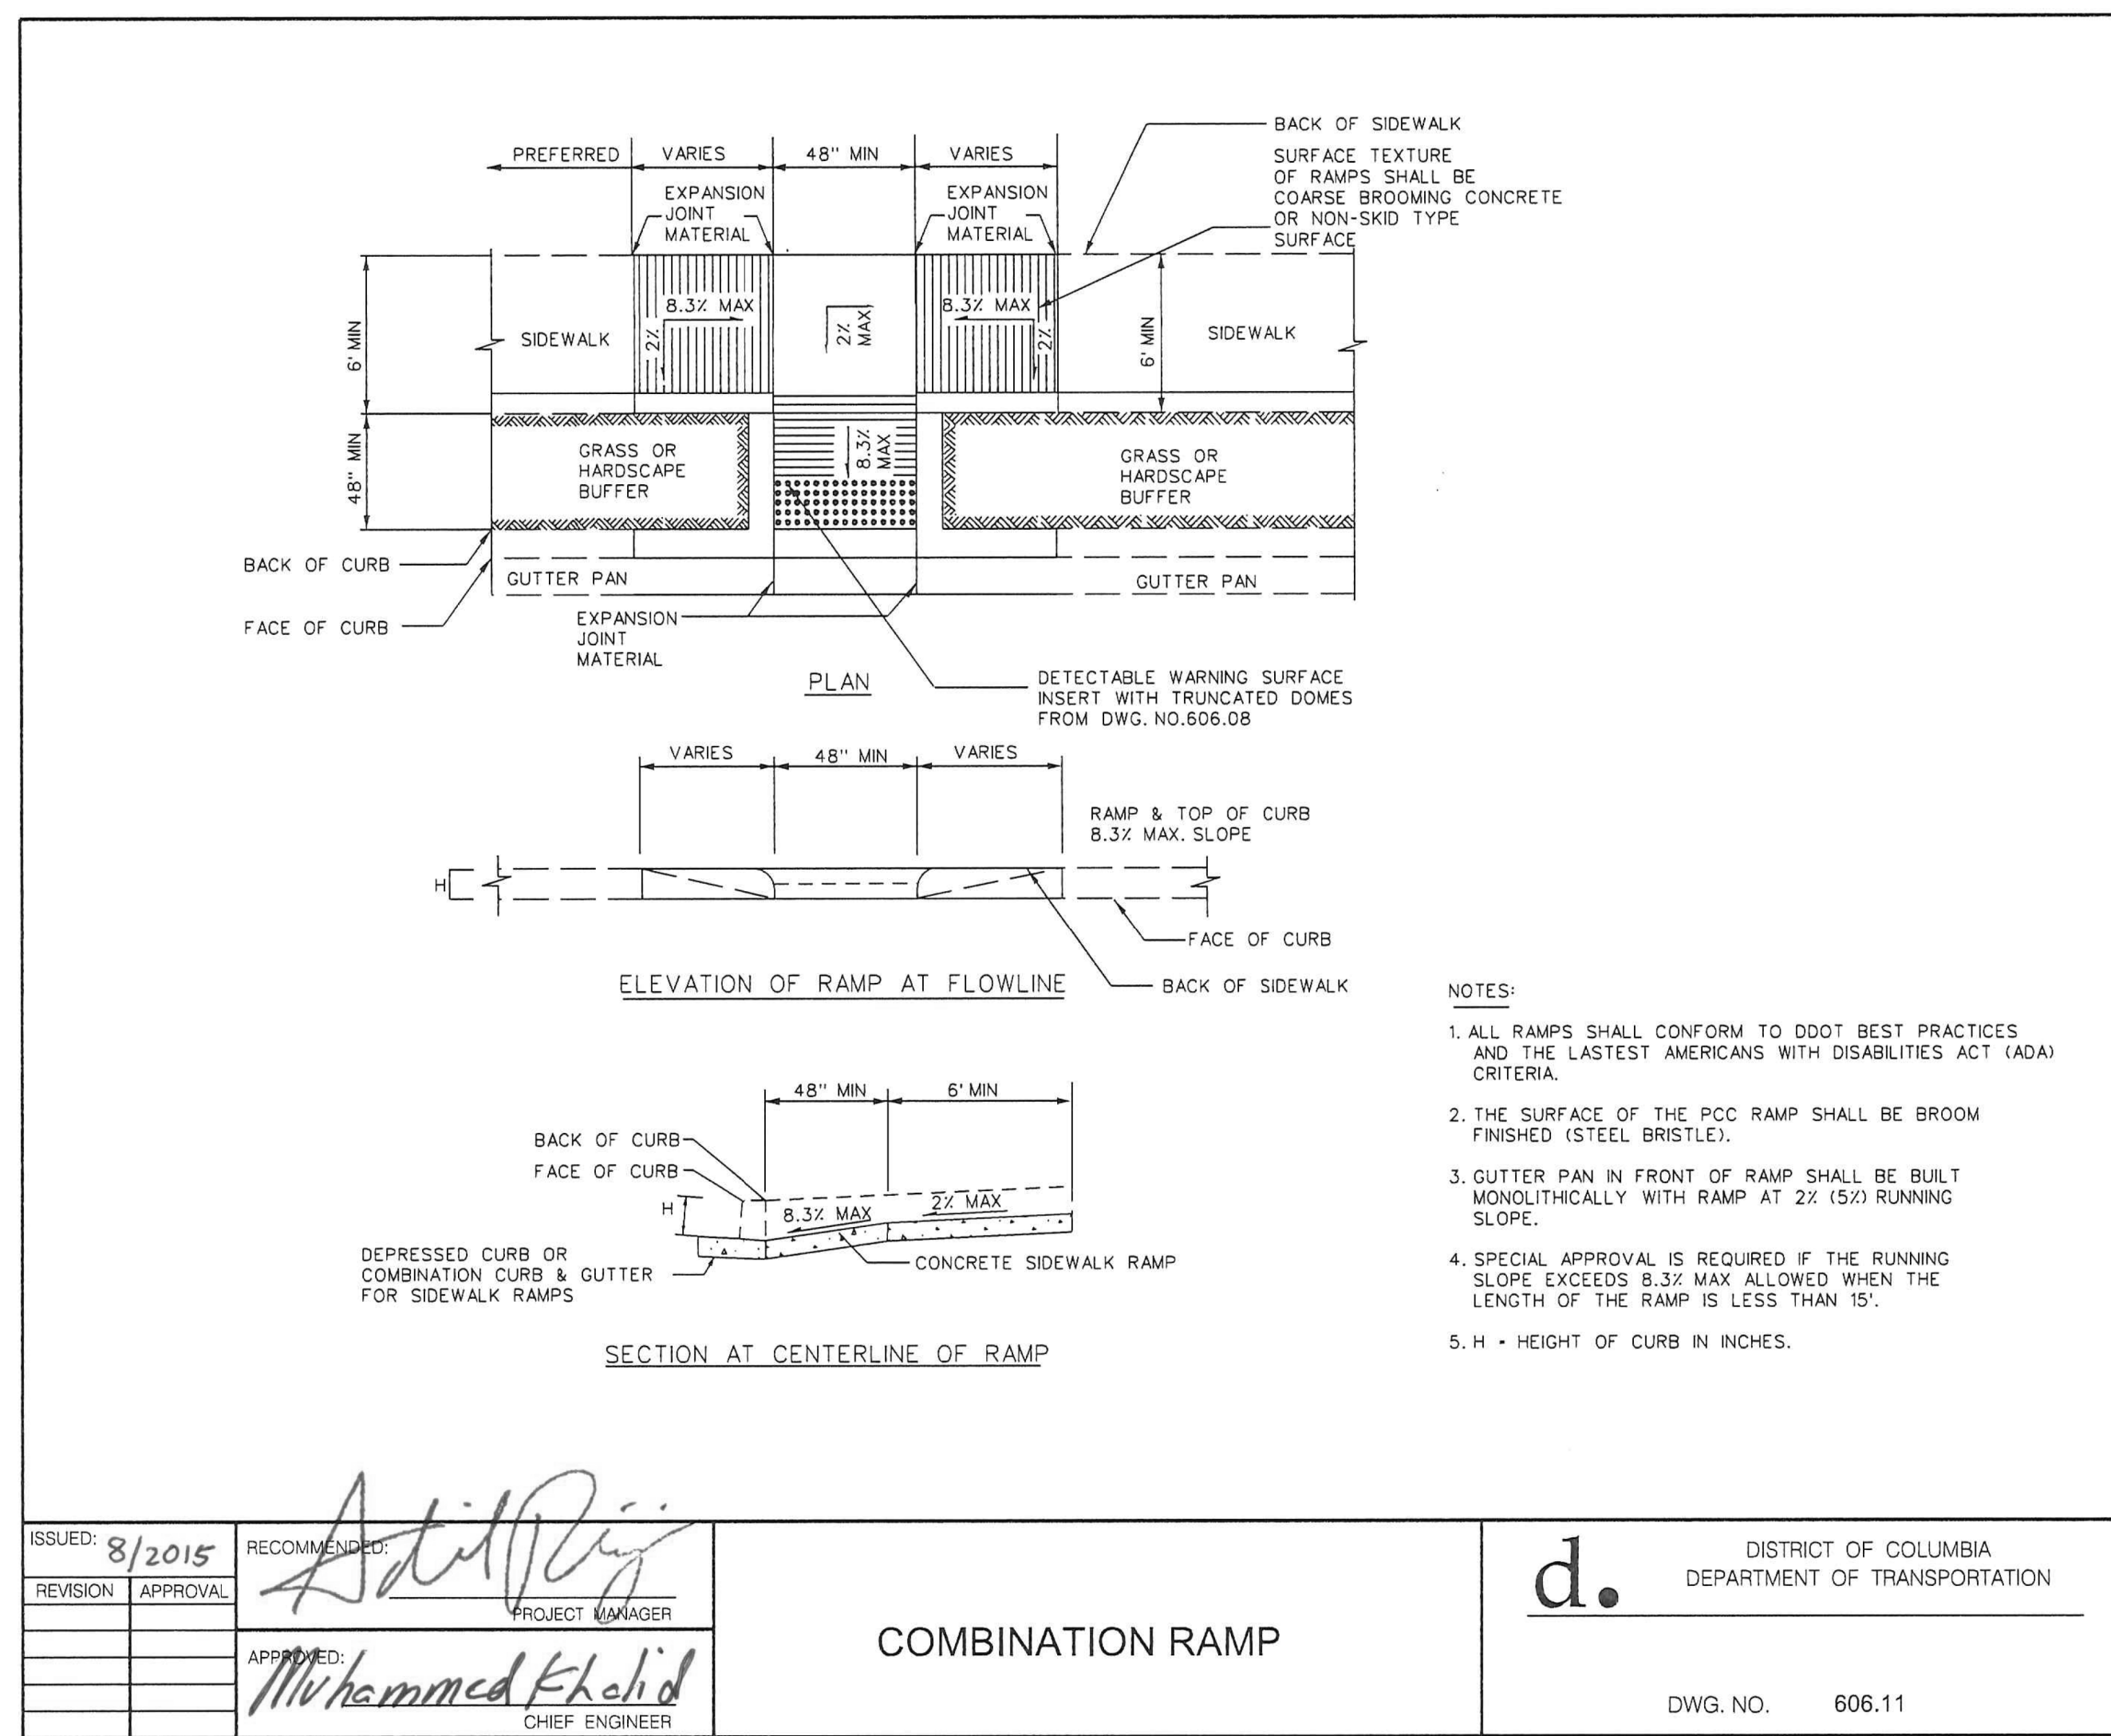 PREFERRED VARIES 48" MIN VARIES
BACK OF SIDEWALK
SURFACE TEXTURE
OF RAMPS SHALL BE
COARSE BROOMING CONCRETE
OR NON-SKID TYPE
SURFACE
EXPANSION
JOINT
MATERIAL
EXPANSION
JOINT
MATERIAL
6' MIN
SIDEWALK
8.3% MAX
2%
2%
MAX
8.3% MAX
2%
6' MIN
SIDEWALK
48" MIN
GRASS OR
HARDSCAPE
BUFFER
8.3%
MAX
GRASS OR
HARDSCAPE
BUFFER
BACK OF CURB
GUTTER PAN
GUTTER PAN
FACE OF CURB
EXPANSION
JOINT
MATERIAL
PLAN
DETECTABLE WARNING SURFACE
INSERT WITH TRUNCATED DOMES
FROM DWG. NO.606.08
VARIES 48" MIN VARIES
RAMP & TOP OF CURB
8.3% MAX. SLOPE
H
FACE OF CURB
BACK OF SIDEWALK
ELEVATION OF RAMP AT FLOWLINE
48" MIN 6' MIN
BACK OF CURB
FACE OF CURB
H
8.3% MAX
2% MAX
DEPRESSED CURB OR
COMBINATION CURB & GUTTER
FOR SIDEWALK RAMPS
CONCRETE SIDEWALK RAMP
SECTION AT CENTERLINE OF RAMP
NOTES:
1. ALL RAMPS SHALL CONFORM TO DDOT BEST PRACTICES
AND THE LASTEST AMERICANS WITH DISABILITIES ACT (ADA)
CRITERIA.
2. THE SURFACE OF THE PCC RAMP SHALL BE BROOM
FINISHED (STEEL BRISTLE).
3. GUTTER PAN IN FRONT OF RAMP SHALL BE BUILT
MONOLITHICALLY WITH RAMP AT 2% (5%) RUNNING
SLOPE.
4. SPECIAL APPROVAL IS REQUIRED IF THE RUNNING
SLOPE EXCEEDS 8.3% MAX ALLOWED WHEN THE
LENGTH OF THE RAMP IS LESS THAN 15'.
5. H - HEIGHT OF CURB IN INCHES.
ISSUED: 8/2015
REVISION APPROVAL
RECOMMENDED:
PROJECT MANAGER
APPROVED:
Muhammed Khalid
CHIEF ENGINEER
COMBINATION RAMP
d.
DISTRICT OF COLUMBIA
DEPARTMENT OF TRANSPORTATION
DWG. NO. 606.11